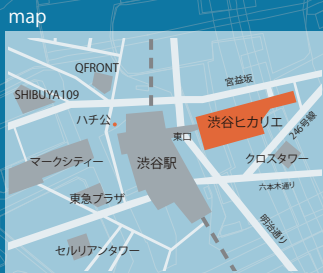 map
QFRONT
宮益坂
SHIBUYA109
ハチ公
渋谷ヒカリエ
246号線
東口
マークシティー
渋谷駅
クロスタワー
六本木通り
東急プラザ
明治通り
セルリアンタワー